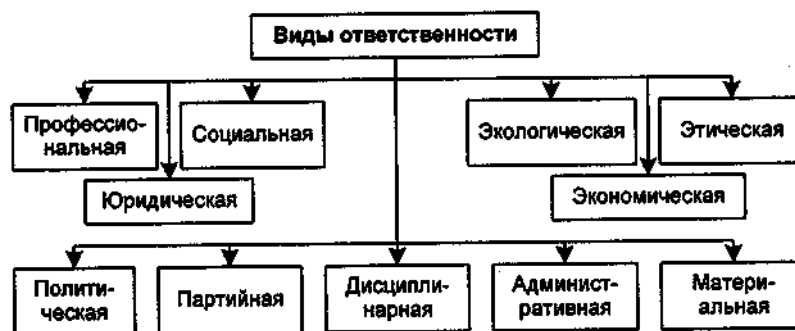 Виды ответственности
Профессио-
нальная
Социальная
Экологическая
Этическая
Юридическая
Экономическая
Полити-
ческая
Партийная
Дисципли-
нарная
Админист-
ративная
Матери-
альная